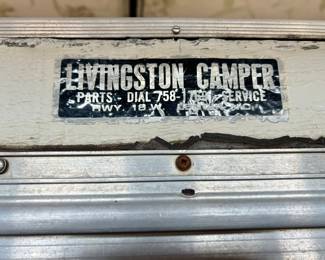 LIVINGSTON CAMPER
PARTS - DIAL 758- - SERVICE
HWY. 18 W.